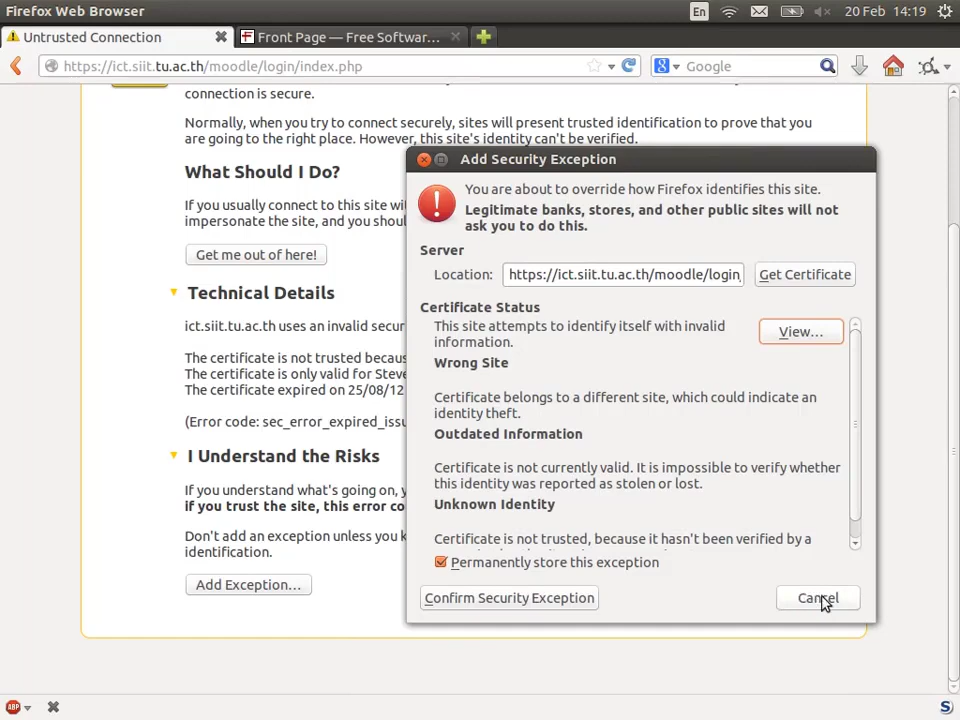 Firefox Web Browser
En
20 Feb 14:19
Untrusted Connection
Front Page — Free Softwar...
https://ict.siit.tu.ac.th/moodle/login/index.php
Google
connection is secure.
Normally, when you try to connect securely, sites will present trusted identification to prove that you
are going to the right place. However, this site's identity can't be verified.
What Should I Do?
If you usually connect to this site wit
impersonate the site, and you shoul
Get me out of here!
Technical Details
ict.siit.tu.ac.th uses an invalid secur
The certificate is not trusted becaus
The certificate is only valid for Steve
The certificate expired on 25/08/12
(Error code: sec_error_expired_issu
I Understand the Risks
If you understand what's going on, y
if you trust the site, this error co
Don't add an exception unless you k
identification.
Add Exception...
Add Security Exception
You are about to override how Firefox identifies this site.
Legitimate banks, stores, and other public sites will not
ask you to do this.
Server
Location:
https://ict.siit.tu.ac.th/moodle/login
Get Certificate
Certificate Status
This site attempts to identify itself with invalid
information.
View...
Wrong Site
Certificate belongs to a different site, which could indicate an
identity theft.
Outdated Information
Certificate is not currently valid. It is impossible to verify whether
this identity was reported as stolen or lost.
Unknown Identity
Certificate is not trusted, because it hasn't been verified by a
Permanently store this exception
Confirm Security Exception
Cancel
ABP
S